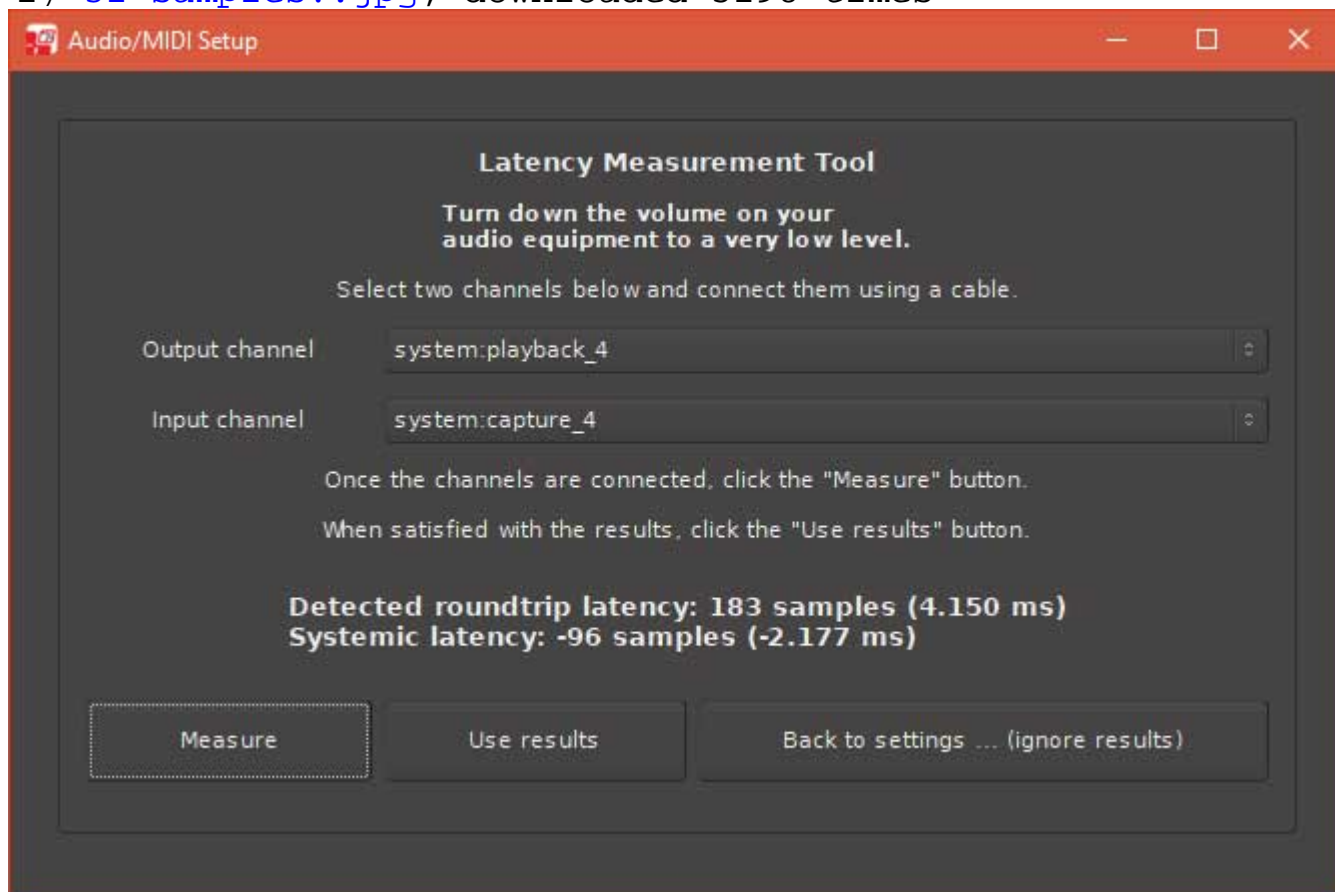 Audio/MIDI Setup
Latency Measurement Tool
Turn down the volume on your
audio equipment to a very low level.
Select two channels below and connect them using a cable.
Output channel system:playback_4
Input channel system:capture_4
Once the channels are connected, click the "Measure" button.
When satisfied with the results, click the "Use results" button.
Detected roundtrip latency: 183 samples (4.150 ms)
Systemic latency: -96 samples (-2.177 ms)
Measure Use results Back to settings ... (ignore results)